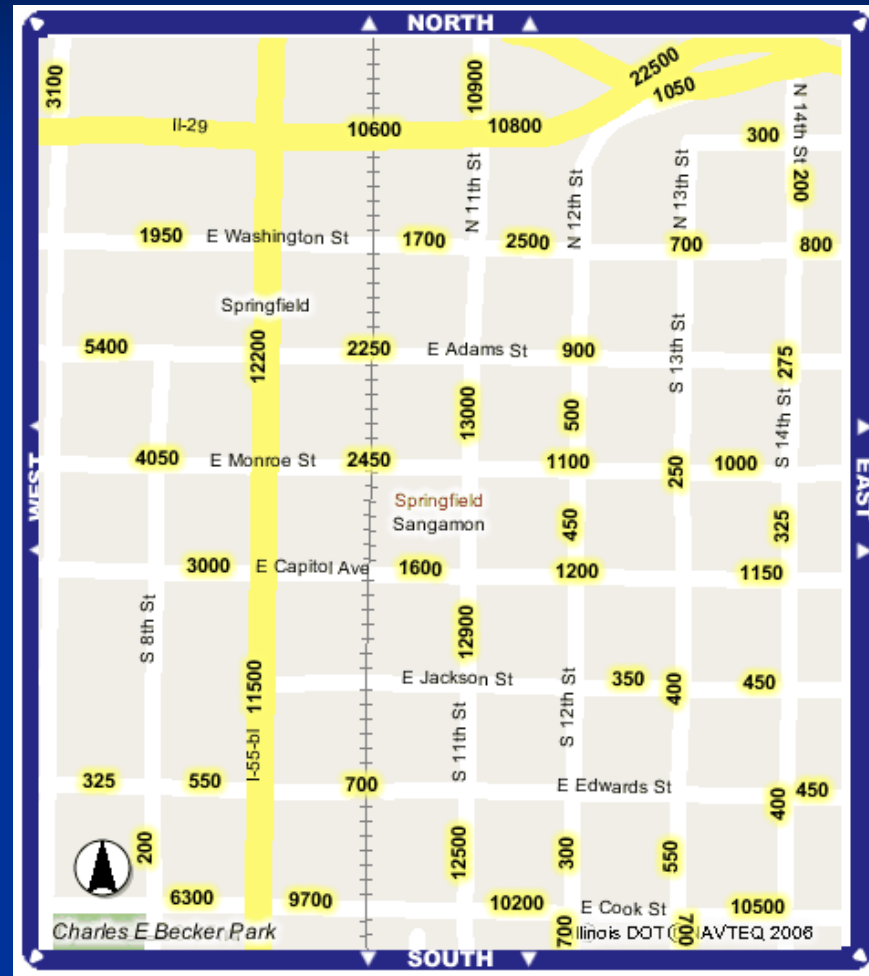 NORTH
22500
3100
10900
1050
N 14th St
Il-29
10600
10800
300
N 11th St
N 12th St
N 13th St
200
1950
E Washington St
1700
2500
700
800
Springfield
5400
12200
2250
E Adams St
900
S 13th St
275
13000
500
S 14th St
WEST
4050
E Monroe St
2450
1100
250
1000
EAST
Springfield
Sangamon
450
325
3000
E Capitol Ave
1600
1200
1150
S 8th St
12900
11500
E Jackson St
350
400
450
S 12th St
I-55-bl
S 11th St
325
550
700
E Edwards St
400
450
200
12500
300
550
6300
9700
10200
E Cook St
10500
Charles E Becker Park
700
700
Illinois DOT © NAVTEQ 2006
SOUTH